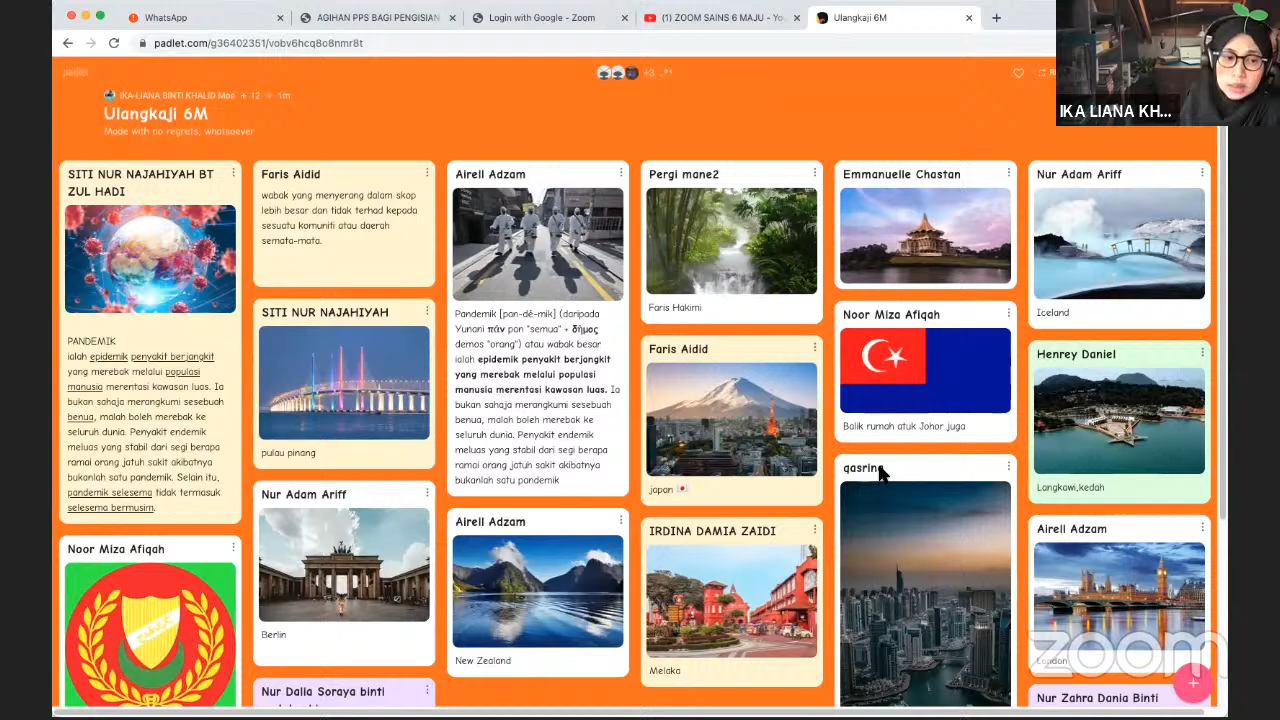 WhatsApp
AGIHAN PPS BAGI PENGISIAN
Login with Google - Zoom
(1) ZOOM SAINS 6 MAJU - Yo
Ulangkaji 6M
padlet.com/g36402351/vobv6hcq8o8nmr8t
padlet
+3
IKA-LIANA BINTI KHALID Moe + 12 1m
Ulangkaji 6M
Made with no regrets, whatsoever
IKA LIANA KH...
SITI NUR NAJAHIYAH BT
ZUL HADI
PANDEMIK
ialah epidemik penyakit berjangkit
yang merebak melalui populasi
manusia merentasi kawasan luas. Ia
bukan sahaja merangkumi sesebuah
benua, malah boleh merebak ke
seluruh dunia. Penyakit endemik
meluas yang stabil dari segi berapa
ramai orang jatuh sakit akibatnya
bukanlah satu pandemik. Selain itu,
pandemik selesema tidak termasuk
selesema bermusim.
Noor Miza Afiqah
Faris Aidid
wabak yang menyerang dalam skop
lebih besar dan tidak terhad kepada
sesuatu komuniti atau daerah
semata-mata.
SITI NUR NAJAHIYAH
pulau pinang
Nur Adam Ariff
Berlin
Nur Dalia Soraya binti
Airell Adzam
Pandemik [pan-dé-mik] (daripada
Yunani πάν pan "semua" + δήμος
demos "orang") atau wabak besar
ialah epidemik penyakit berjangkit
yang merebak melalui populasi
manusia merentasi kawasan luas. Ia
bukan sahaja merangkumi sesebuah
benua, malah boleh merebak ke
seluruh dunia. Penyakit endemik
meluas yang stabil dari segi berapa
ramai orang jatuh sakit akibatnya
bukanlah satu pandemik
Airell Adzam
New Zealand
Pergi mane2
Faris Hakimi
Faris Aidid
japan
IRDINA DAMIA ZAIDI
Melaka
Emmanuelle Chastan
Noor Miza Afiqah
Balik rumah atuk Johor juga
qasrina
Nur Adam Ariff
Iceland
Henrey Daniel
Langkawi,kedah
Airell Adzam
London
Nur Zahra Dania Binti
zoom